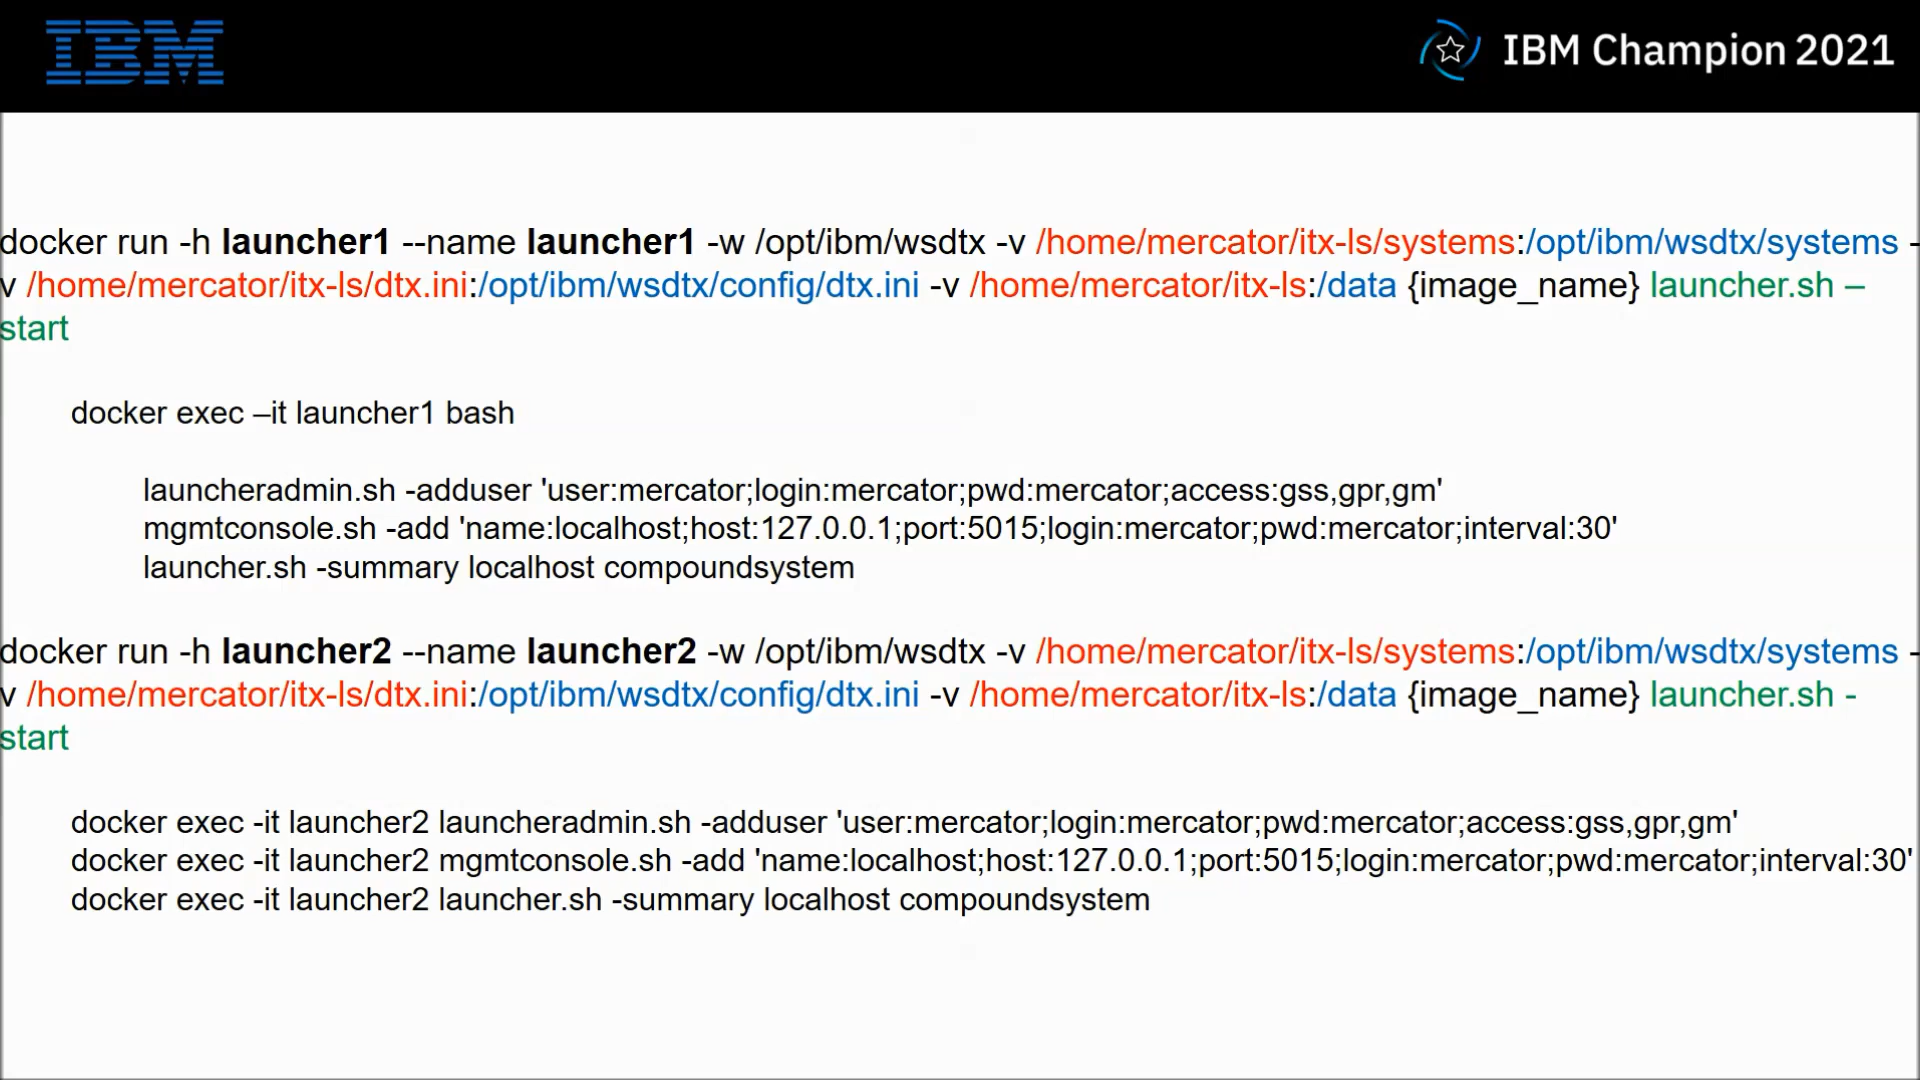 IBM
IBM Champion 2021
docker run -h launcher1 --name launcher1 -w /opt/ibm/wsdtx -v /home/mercator/itx-ls/systems:/opt/ibm/wsdtx/systems -
v /home/mercator/itx-ls/dtx.ini:/opt/ibm/wsdtx/config/dtx.ini -v /home/mercator/itx-ls:/data {image_name} launcher.sh –
start
docker exec –it launcher1 bash
launcheradmin.sh -adduser 'user:mercator;login:mercator;pwd:mercator;access:gss,gpr,gm'
mgmtconsole.sh -add 'name:localhost;host:127.0.0.1;port:5015;login:mercator;pwd:mercator;interval:30'
launcher.sh -summary localhost compoundsystem
docker run -h launcher2 --name launcher2 -w /opt/ibm/wsdtx -v /home/mercator/itx-ls/systems:/opt/ibm/wsdtx/systems -
v /home/mercator/itx-ls/dtx.ini:/opt/ibm/wsdtx/config/dtx.ini -v /home/mercator/itx-ls:/data {image_name} launcher.sh -
start
docker exec -it launcher2 launcheradmin.sh -adduser 'user:mercator;login:mercator;pwd:mercator;access:gss,gpr,gm'
docker exec -it launcher2 mgmtconsole.sh -add 'name:localhost;host:127.0.0.1;port:5015;login:mercator;pwd:mercator;interval:30'
docker exec -it launcher2 launcher.sh -summary localhost compoundsystem